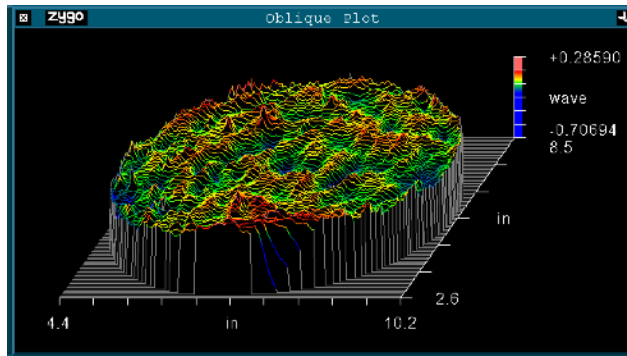 zygo Oblique Plot
+0.28590
wave
-0.70694
8.5
in
2.6
4.4 in 10.2